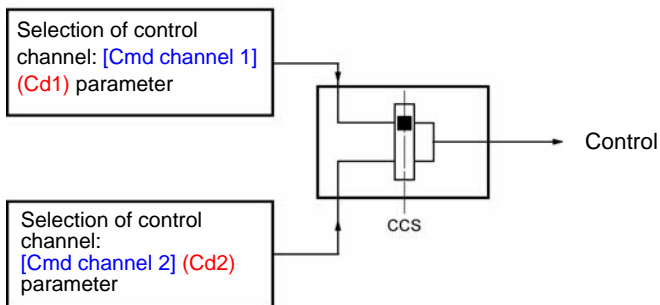 Selection of control
channel: [Cmd channel 1]
(Cd1) parameter
Control
CCS
Selection of control
channel:
[Cmd channel 2] (Cd2)
parameter